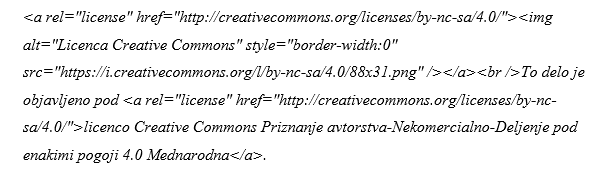 <a rel="license" href="http://creativecommons.org/licenses/by-nc-sa/4.0/"><img
alt="Licenca Creative Commons" style="border-width:0"
src="https://i.creativecommons.org/l/by-nc-sa/4.0/88x31.png" /></a><br />To delo je
objavljeno pod <a rel="license" href="http://creativecommons.org/licenses/by-nc-
sa/4.0/">licenco Creative Commons Priznanje avtorstva-Nekomercialno-Deljenje pod
enakimi pogoji 4.0 Mednarodna</a>.